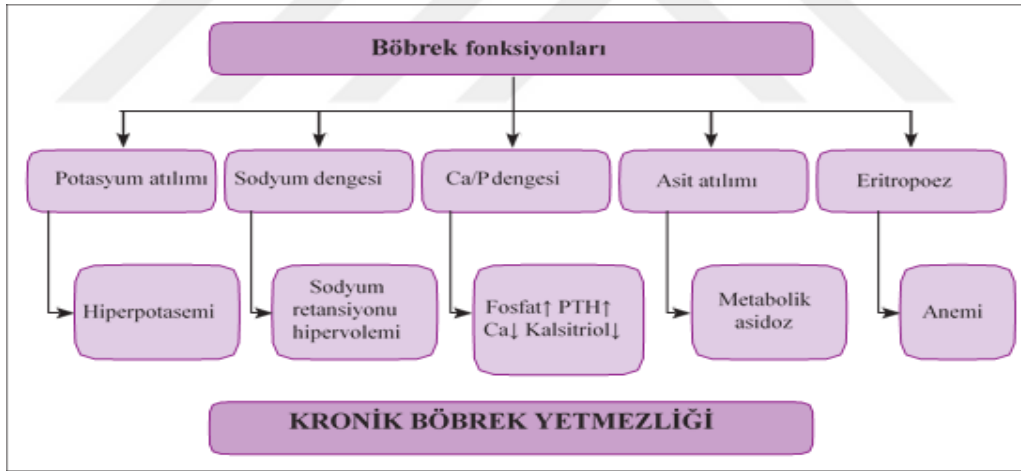 Böbrek fonksiyonları
Potasyum atılımı
Sodyum dengesi
Ca/P dengesi
Asit atılımı
Eritropoez
Hiperpotasemi
Sodyum
retansiyonu
hipervolemi
Fosfat↑ PTH↑
Ca↓ Kalsitriol↓
Metabolik
asidoz
Anemi
KRONİK BÖBREK YETMEZLİĞİ